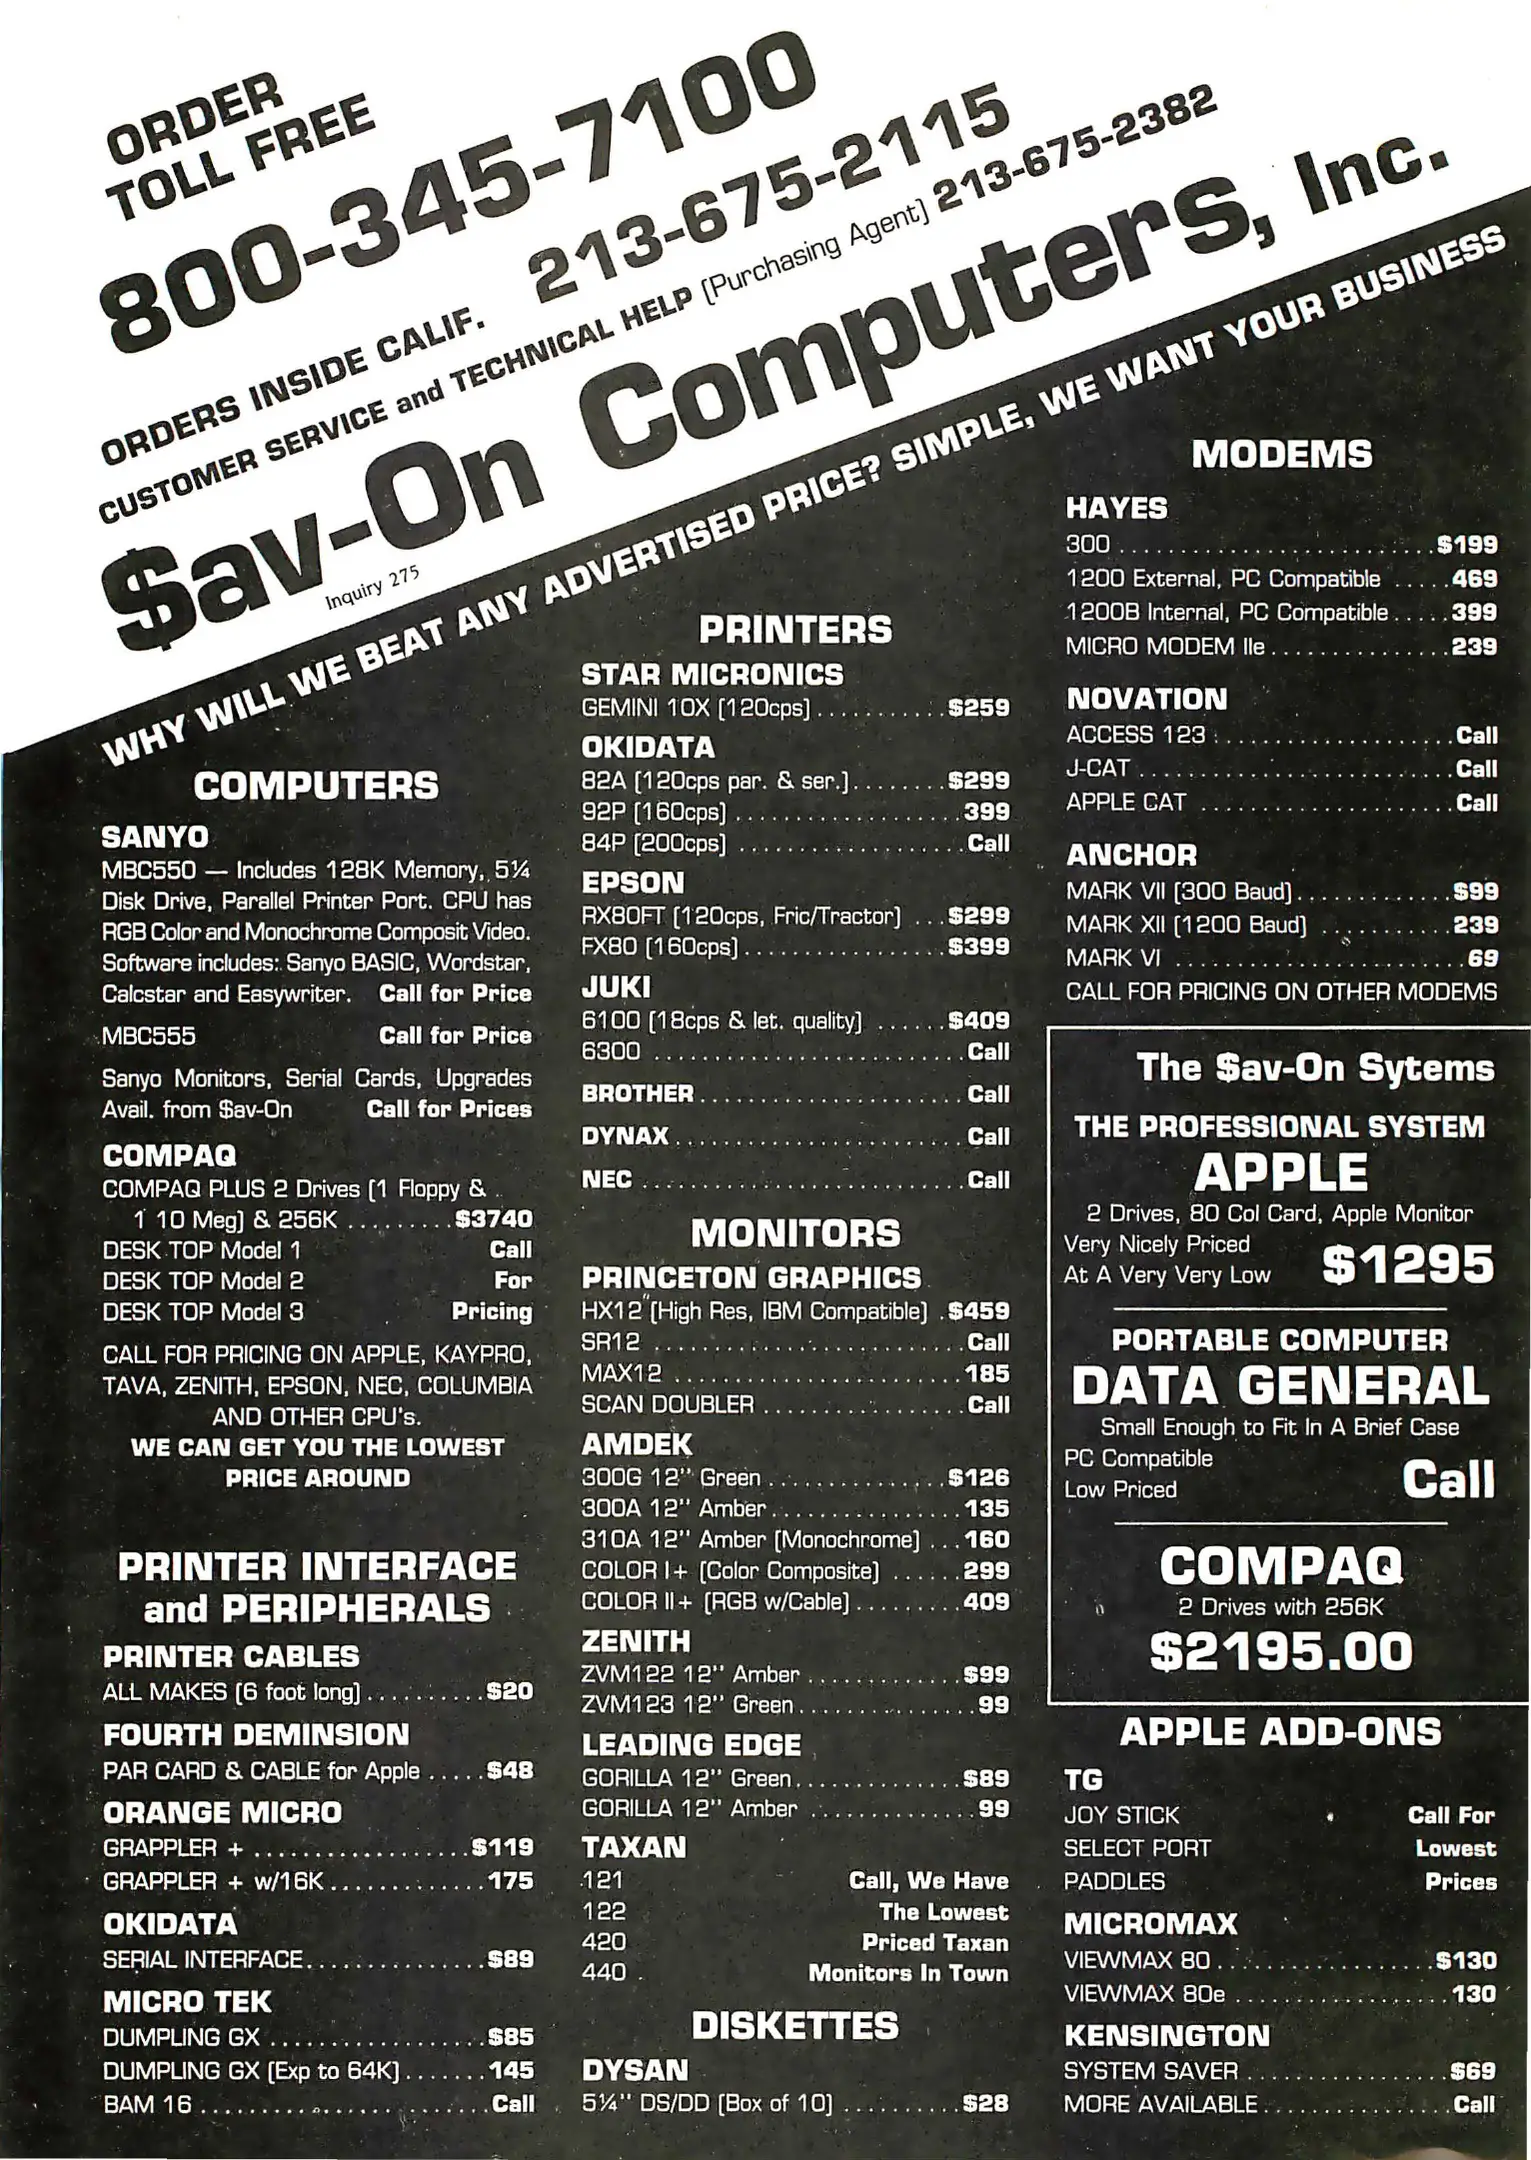 ORDER
TOLL FREE
800-345-7100
ORDERS INSIDE CALIF. 213-675-2115
CUSTOMER SERVICE and TECHNICAL HELP (Purchasing Agent) 213-675-2382
$av-On Computers, Inc.
Inquiry 275
WHY WILL WE BEAT ANY ADVERTISED PRICE? SIMPLE, WE WANT YOUR BUSINESS
COMPUTERS
SANYO
MBC550 — Includes 128K Memory, 5¼
Disk Drive, Parallel Printer Port. CPU has
RGB Color and Monochrome Composit Video.
Software includes: Sanyo BASIC, Wordstar,
Calcstar and Easywriter. Call for Price
MBC555 Call for Price
Sanyo Monitors, Serial Cards, Upgrades
Avail. from $av-On Call for Prices
COMPAQ
COMPAQ PLUS 2 Drives (1 Floppy &
1 10 Meg) & 256K ......... $3740
DESK TOP Model 1 Call
DESK TOP Model 2 For
DESK TOP Model 3 Pricing
CALL FOR PRICING ON APPLE, KAYPRO,
TAVA, ZENITH, EPSON, NEC, COLUMBIA
AND OTHER CPU's.
WE CAN GET YOU THE LOWEST
PRICE AROUND
PRINTER INTERFACE
and PERIPHERALS
PRINTER CABLES
ALL MAKES (6 foot long) .......... $20
FOURTH DEMINSION
PAR CARD & CABLE for Apple ..... $48
ORANGE MICRO
GRAPPLER + .................. $119
GRAPPLER + w/16K ............. 175
OKIDATA
SERIAL INTERFACE ............... $89
MICRO TEK
DUMPLING GX .................. $85
DUMPLING GX (Exp to 64K) ....... 145
BAM 16 ........................ Call
PRINTERS
STAR MICRONICS
GEMINI 10X (120cps) ........... $259
OKIDATA
82A (120cps par. & ser.) ........ $299
92P (160cps) ................... 399
84P (200cps) ................... Call
EPSON
RX80FT (120cps, Fric/Tractor) ... $299
FX80 (160cps) ................. $399
JUKI
6100 (18cps & let. quality) ...... $409
6300 .......................... Call
BROTHER ...................... Call
DYNAX ........................ Call
NEC ........................... Call
MONITORS
PRINCETON GRAPHICS
HX12" (High Res, IBM Compatible) . $459
SR12 .......................... Call
MAX12 ........................ 185
SCAN DOUBLER ................. Call
AMDEK
300G 12" Green ............... $126
300A 12" Amber ................ 135
310A 12" Amber (Monochrome) ... 160
COLOR I+ (Color Composite) ...... 299
COLOR II+ (RGB w/Cable) ......... 409
ZENITH
ZVM122 12" Amber ............. $99
ZVM123 12" Green ............... 99
LEADING EDGE
GORILLA 12" Green .............. $89
GORILLA 12" Amber .............. 99
TAXAN
121 Call, We Have
122 The Lowest
420 Priced Taxan
440 Monitors In Town
DISKETTES
DYSAN
5¼" DS/DD (Box of 10) .......... $28
MODEMS
HAYES
300 .......................... $199
1200 External, PC Compatible ..... 469
1200B Internal, PC Compatible ..... 399
MICRO MODEM IIe ............... 239
NOVATION
ACCESS 123 .................... Call
J-CAT .......................... Call
APPLE CAT ..................... Call
ANCHOR
MARK VII (300 Baud) ............. $99
MARK XII (1200 Baud) ........... 239
MARK VI ........................ 69
CALL FOR PRICING ON OTHER MODEMS
The $av-On Sytems
THE PROFESSIONAL SYSTEM
APPLE
2 Drives, 80 Col Card, Apple Monitor
Very Nicely Priced
At A Very Very Low $1295
PORTABLE COMPUTER
DATA GENERAL
Small Enough to Fit In A Brief Case
PC Compatible
Low Priced Call
COMPAQ
2 Drives with 256K
$2195.00
APPLE ADD-ONS
TG
JOY STICK Call For
SELECT PORT Lowest
PADDLES Prices
MICROMAX
VIEWMAX 80 .................. $130
VIEWMAX 80e .................. 130
KENSINGTON
SYSTEM SAVER ................. $69
MORE AVAILABLE ................ Call